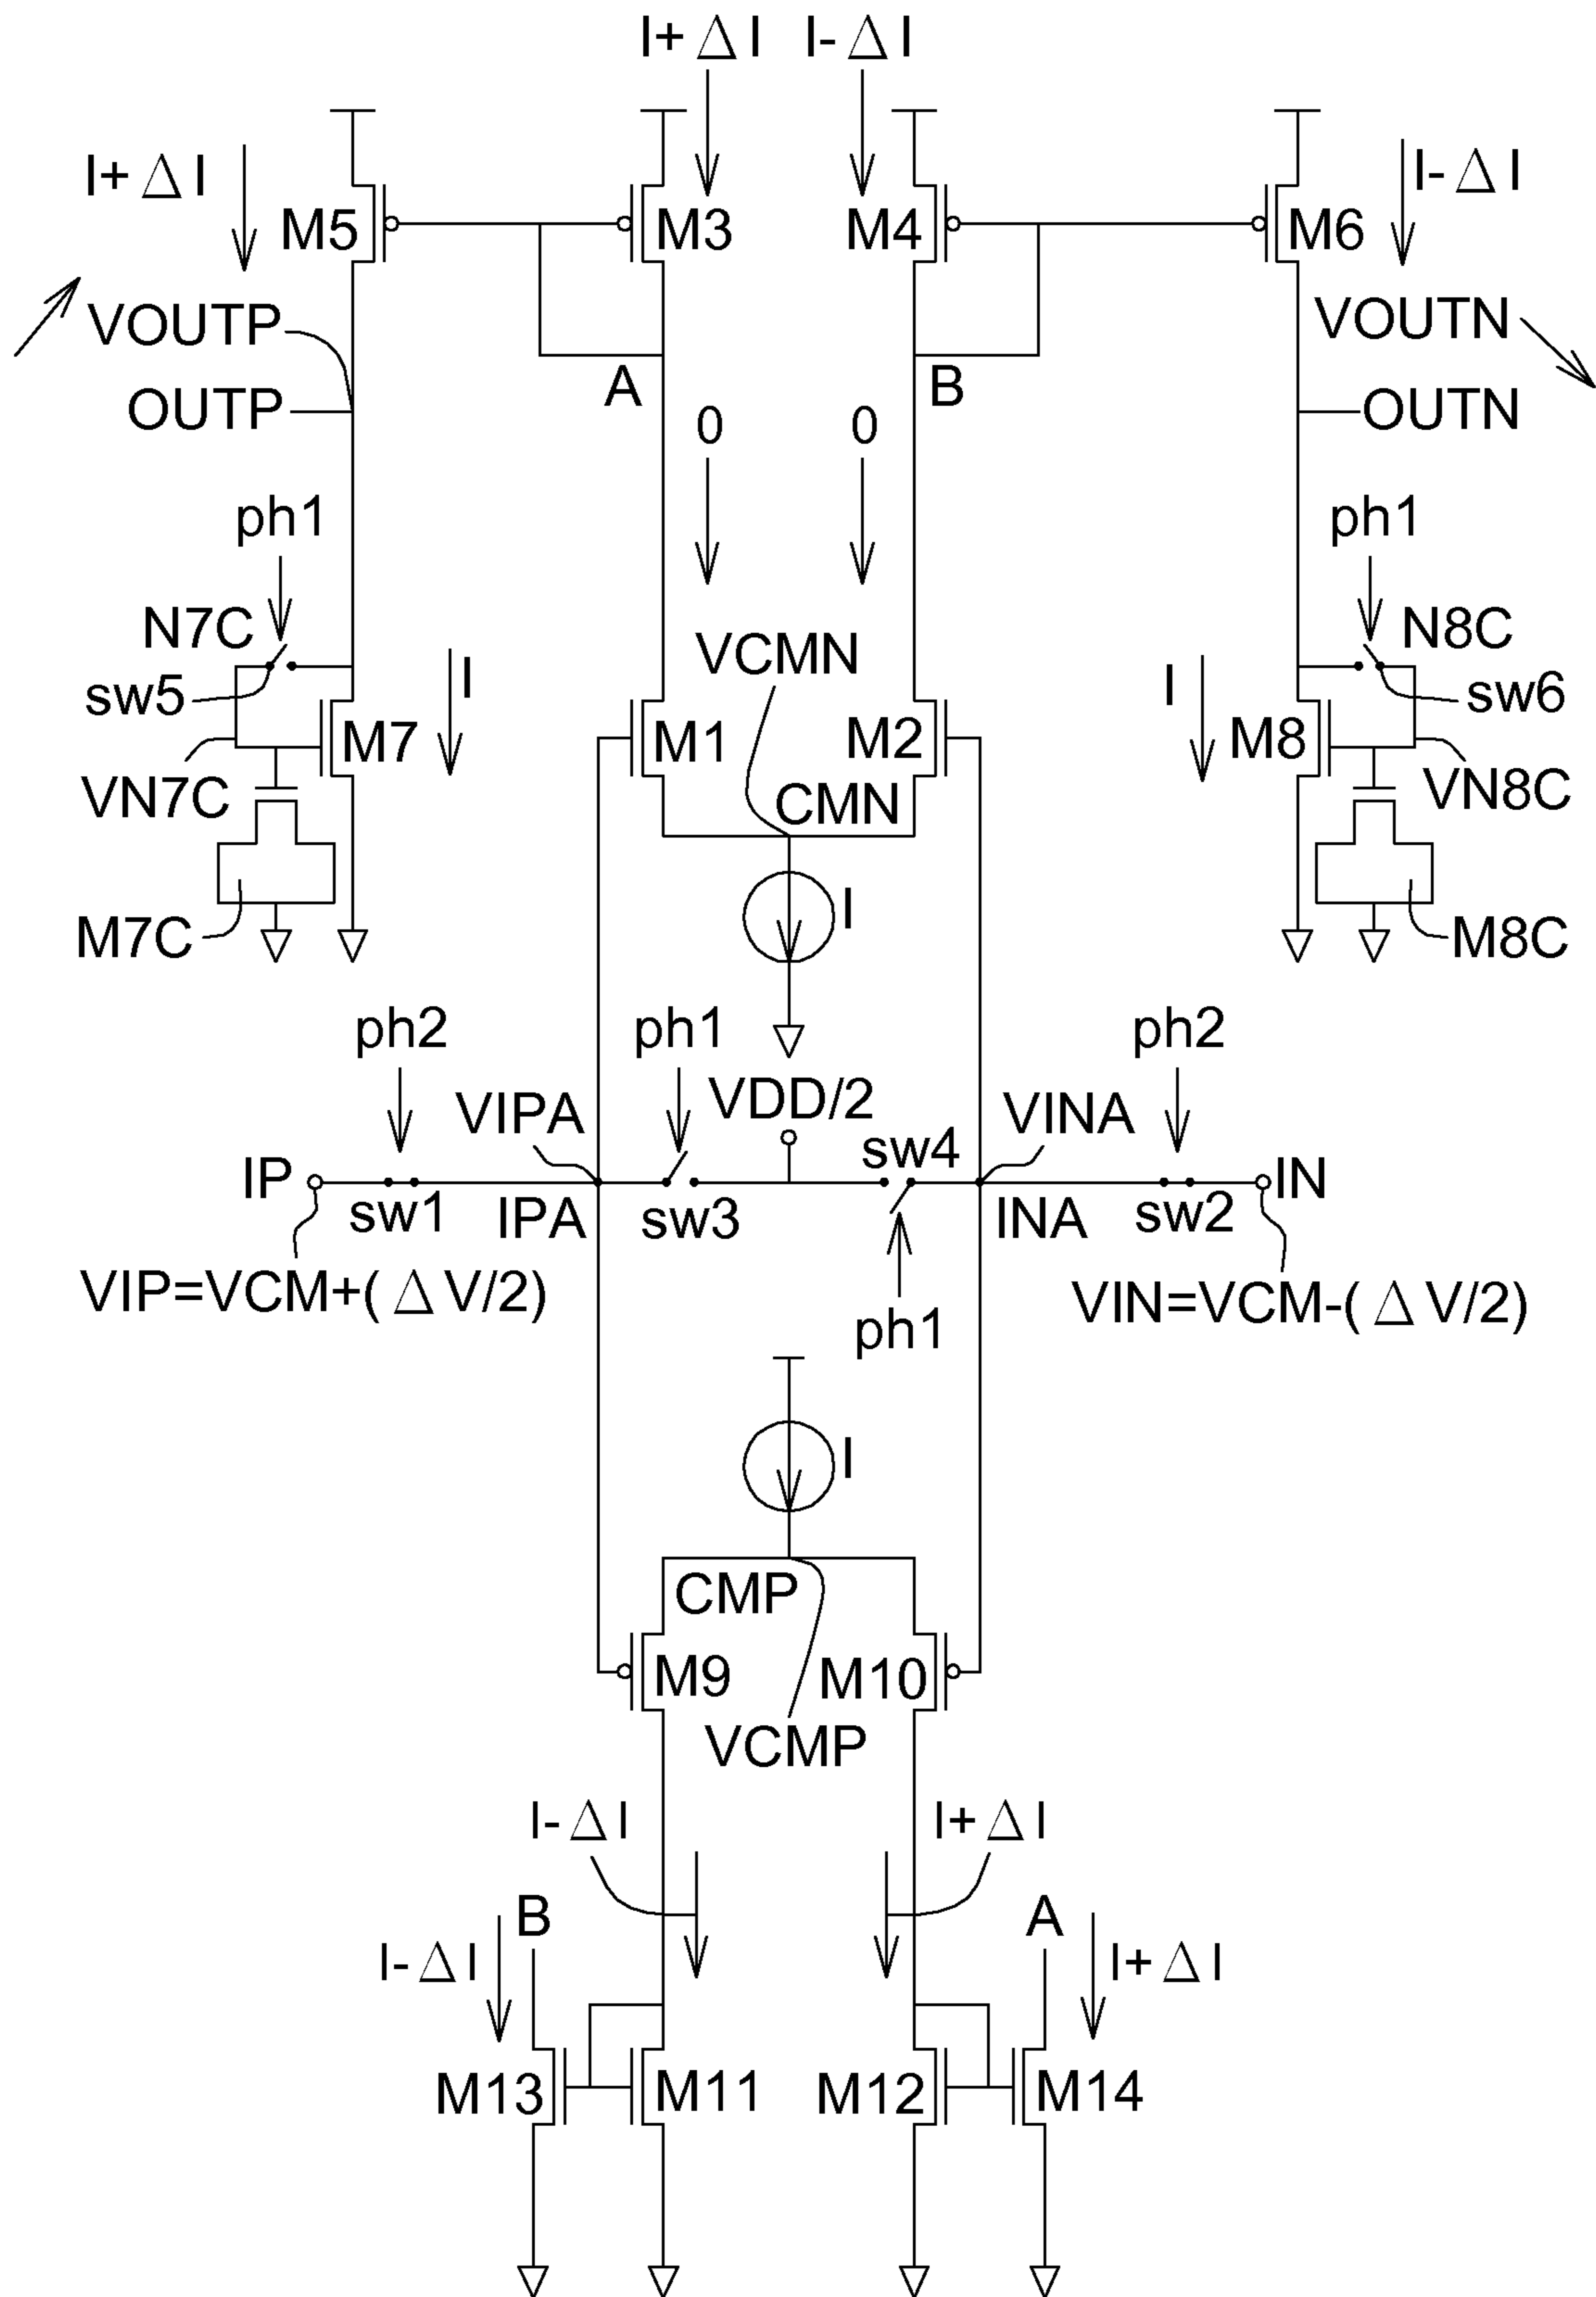 I+ΔI I-ΔI
I+ΔI I-ΔI
M5 M3 M4 M6
VOUTP VOUTN
A B
OUTP 0 0 OUTN
ph1 ph1
N7C VCMN N8C
sw5 I I sw6
M7 M1 M2 M8
VN7C CMN VN8C
M7C I M8C
ph2 ph1 ph2
VIPA VDD/2 VINA
IP sw4 IN
sw1 IPA sw3 INA sw2
VIP=VCM+(ΔV/2) VIN=VCM-(ΔV/2)
ph1
I
CMP
M9 M10
VCMP
I-ΔI I+ΔI
B A
I-ΔI I+ΔI
M13 M11 M12 M14